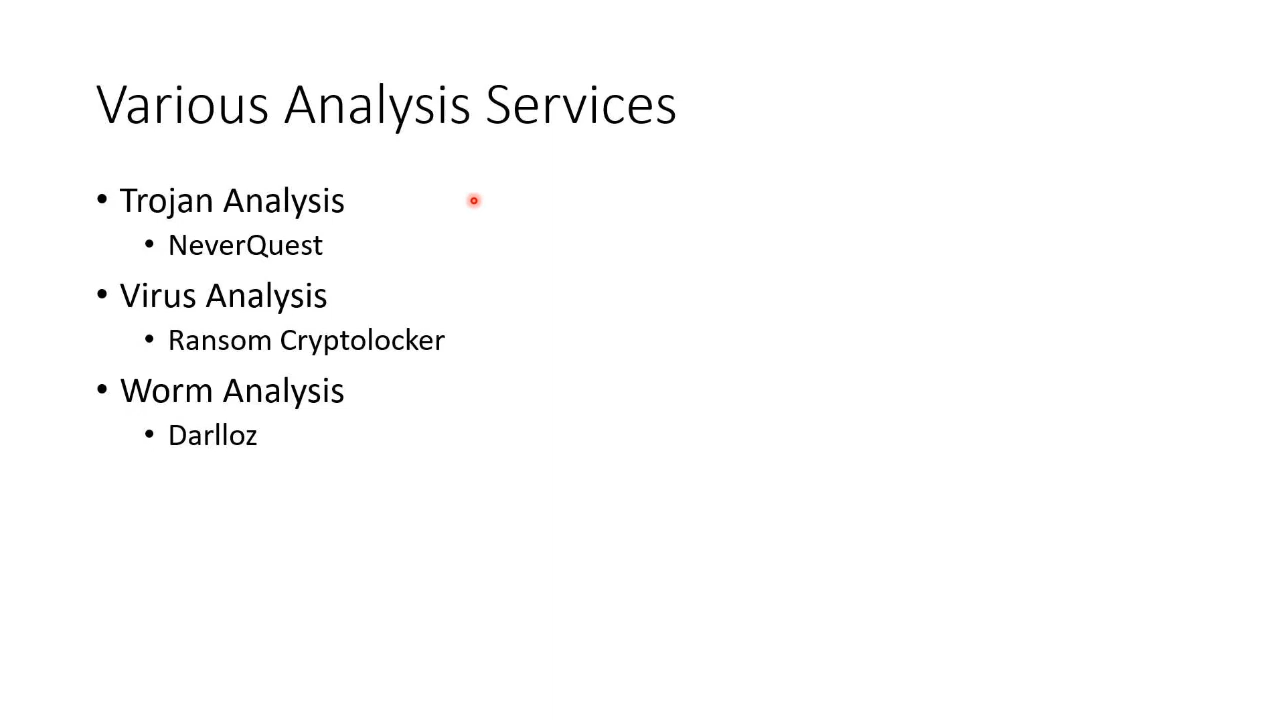 Various Analysis Services
• Trojan Analysis
• NeverQuest
• Virus Analysis
• Ransom Cryptolocker
• Worm Analysis
• Darlloz